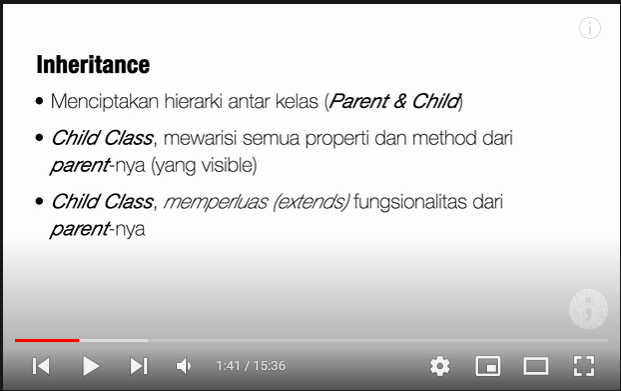 Inheritance
• Menciptakan hierarki antar kelas (Parent & Child)
• Child Class, mewarisi semua properti dan method dari
parent-nya (yang visible)
• Child Class, memperluas (extends) fungsionalitas dari
parent-nya
1:41 / 15:36